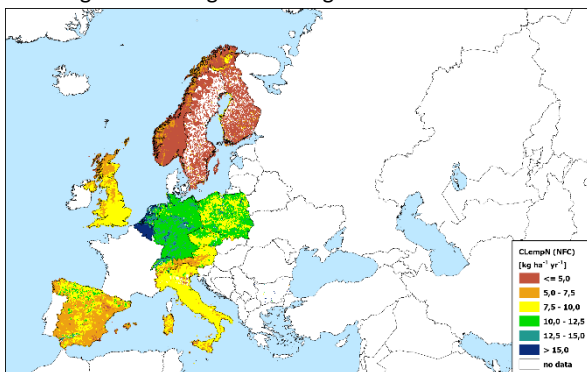 CLempN (NFC)
[kg ha⁻¹ yr⁻¹]
<= 5,0
5,0 - 7,5
7,5 - 10,0
10,0 - 12,5
12,5 - 15,0
> 15,0
no data